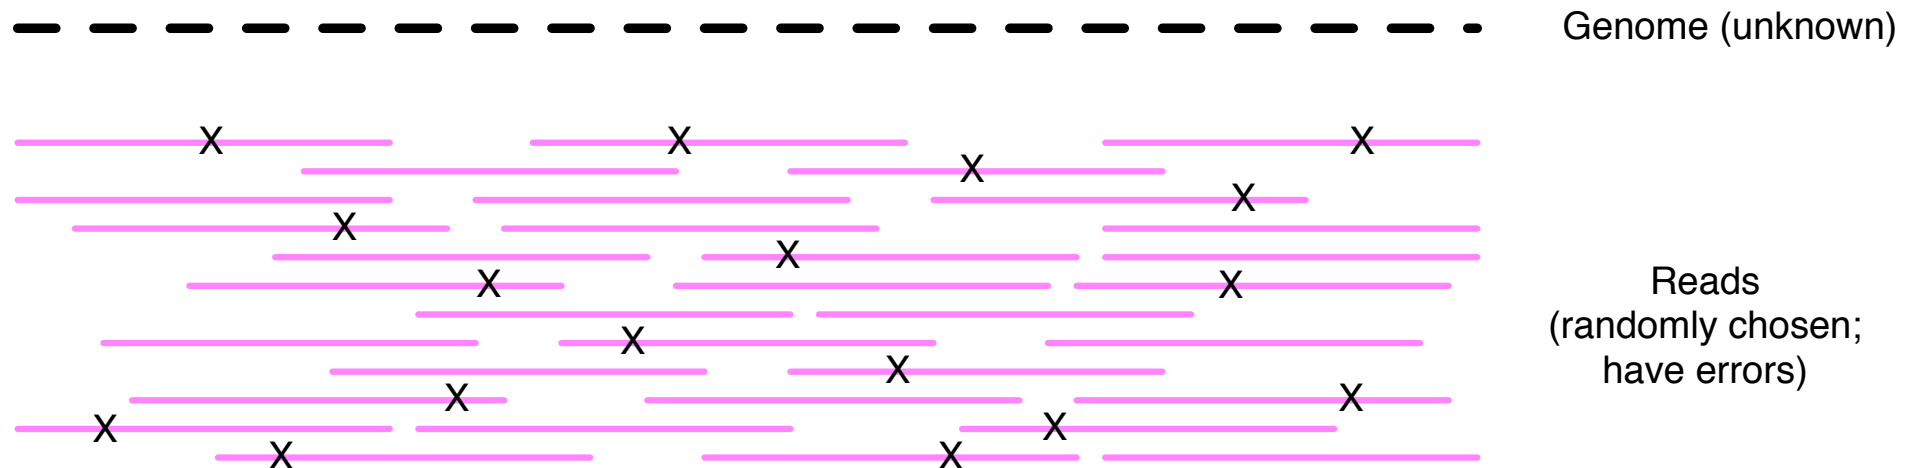 Genome (unknown)
X X X
X
X
X
X
X X
X
X
X X
X X
X X
Reads
(randomly chosen;
have errors)